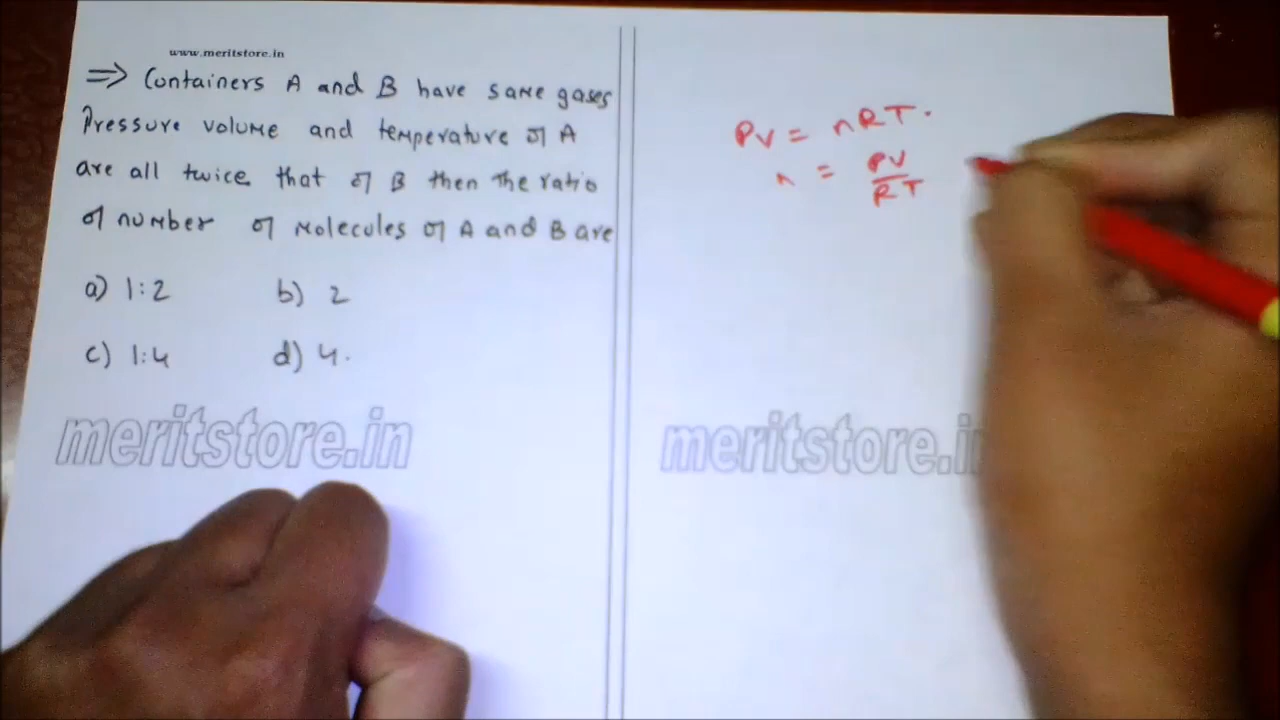 www.meritstore.in
⇒ Containers A and B have same gases
Pressure volume and temperature of A
are all twice that of B then The ratio
of number of Molecules of A and B are
a) 1:2 b) 2
c) 1:4 d) 4.
meritstore.in
PV = nRT.
n = PV
RT
meritstore.in